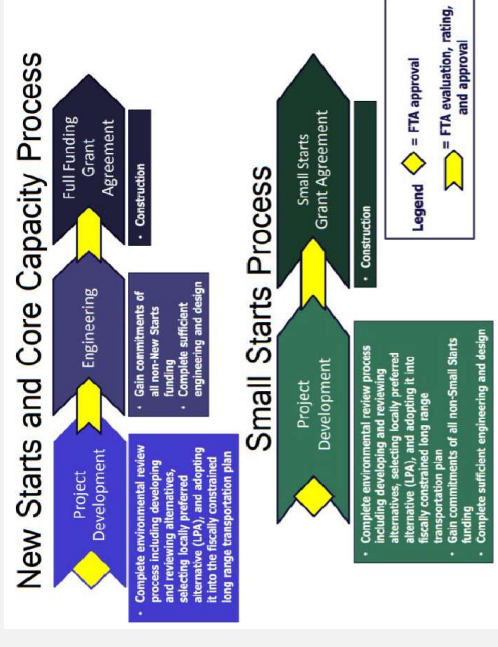 New Starts and Core Capacity Process
Project
Development
Engineering
Full Funding
Grant
Agreement
• Complete environmental review
process including developing
and reviewing alternatives,
selecting locally preferred
alternative (LPA), and adopting
it into the fiscally constrained
long range transportation plan
• Gain commitments of
all non-New Starts
funding
• Complete sufficient
engineering and design
• Construction
Small Starts Process
Project
Development
Small Starts
Grant Agreement
• Complete environmental review process
including developing and reviewing
alternatives, selecting locally preferred
alternative (LPA), and adopting it into
fiscally constrained long range
transportation plan
• Gain commitments of all non-Small Starts
funding
• Complete sufficient engineering and design
• Construction
Legend
= FTA approval
= FTA evaluation, rating,
and approval